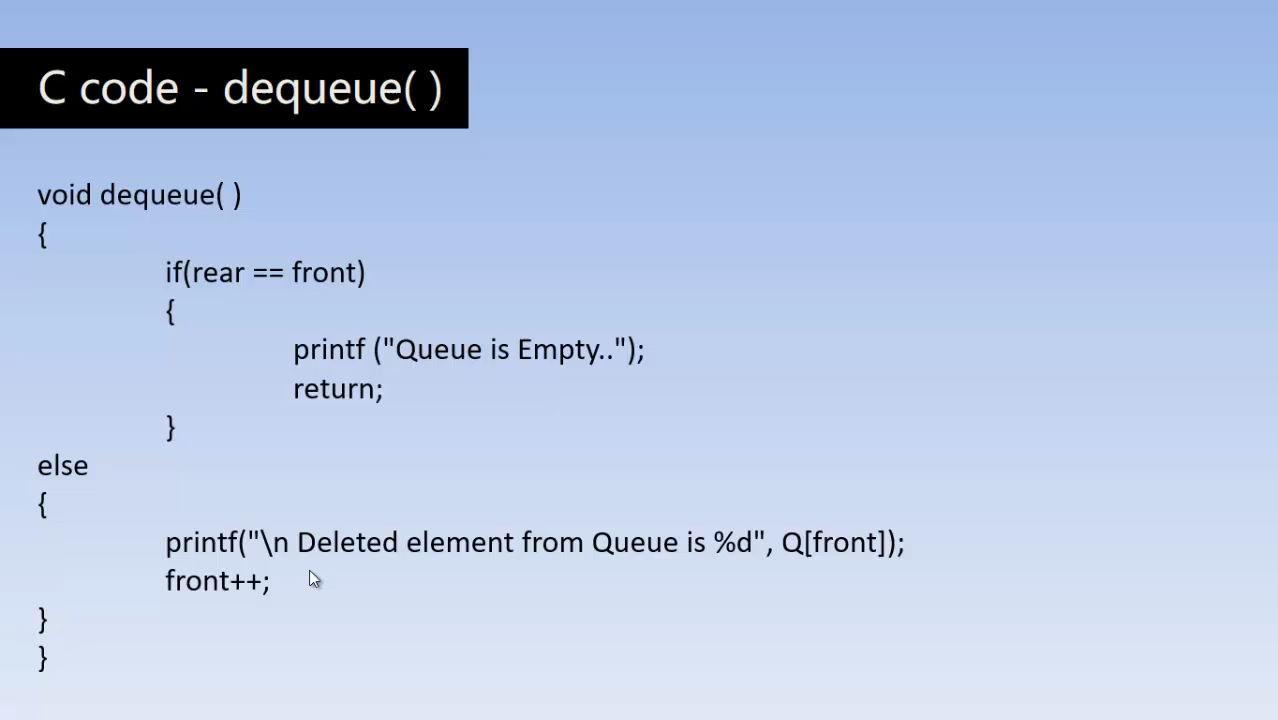 C code - dequeue( )
void dequeue( )
{
if(rear == front)
{
printf ("Queue is Empty..");
return;
}
else
{
printf("\n Deleted element from Queue is %d", Q[front]);
front++;
}
}